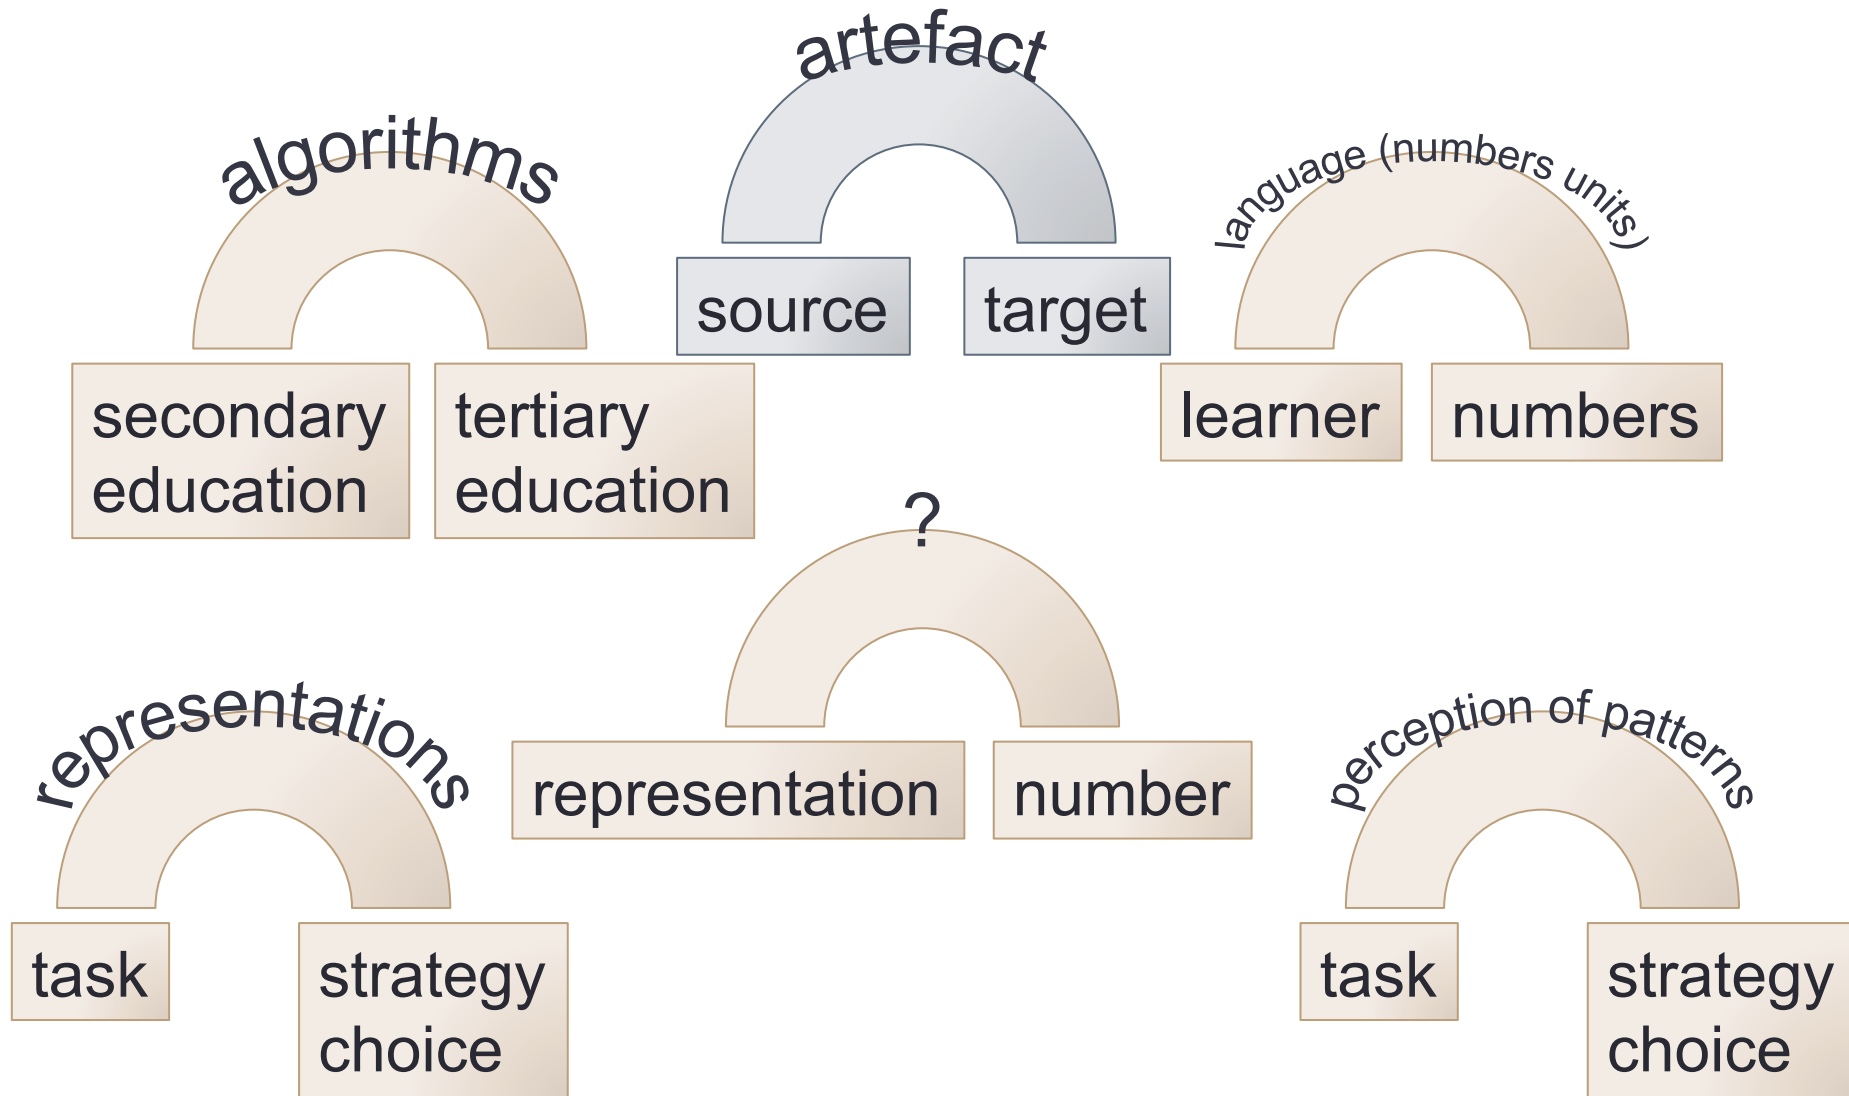 artefact
source
target
algorithms
secondary
education
tertiary
education
language (numbers units)
learner
numbers
?
representation
number
representations
task
strategy
choice
perception of patterns
task
strategy
choice